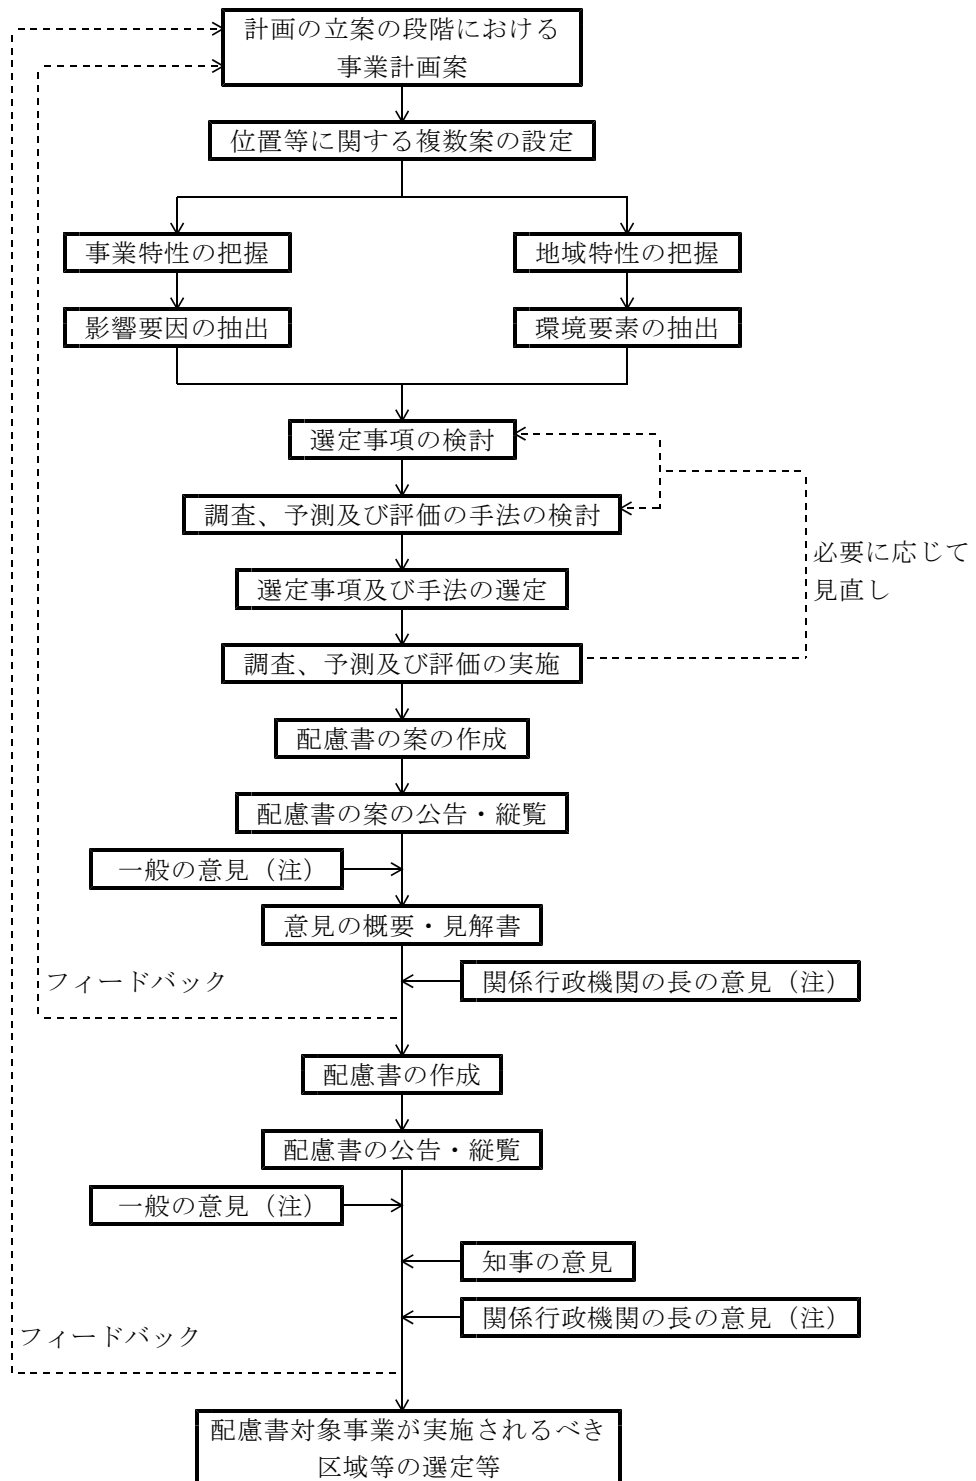 計画の立案の段階における
事業計画案
位置等に関する複数案の設定
事業特性の把握
地域特性の把握
影響要因の抽出
環境要素の抽出
選定事項の検討
調査、予測及び評価の手法の検討
必要に応じて
見直し
選定事項及び手法の選定
調査、予測及び評価の実施
配慮書の案の作成
配慮書の案の公告・縦覧
一般の意見（注）
意見の概要・見解書
フィードバック
関係行政機関の長の意見（注）
配慮書の作成
配慮書の公告・縦覧
一般の意見（注）
知事の意見
関係行政機関の長の意見（注）
フィードバック
配慮書対象事業が実施されるべき
区域等の選定等